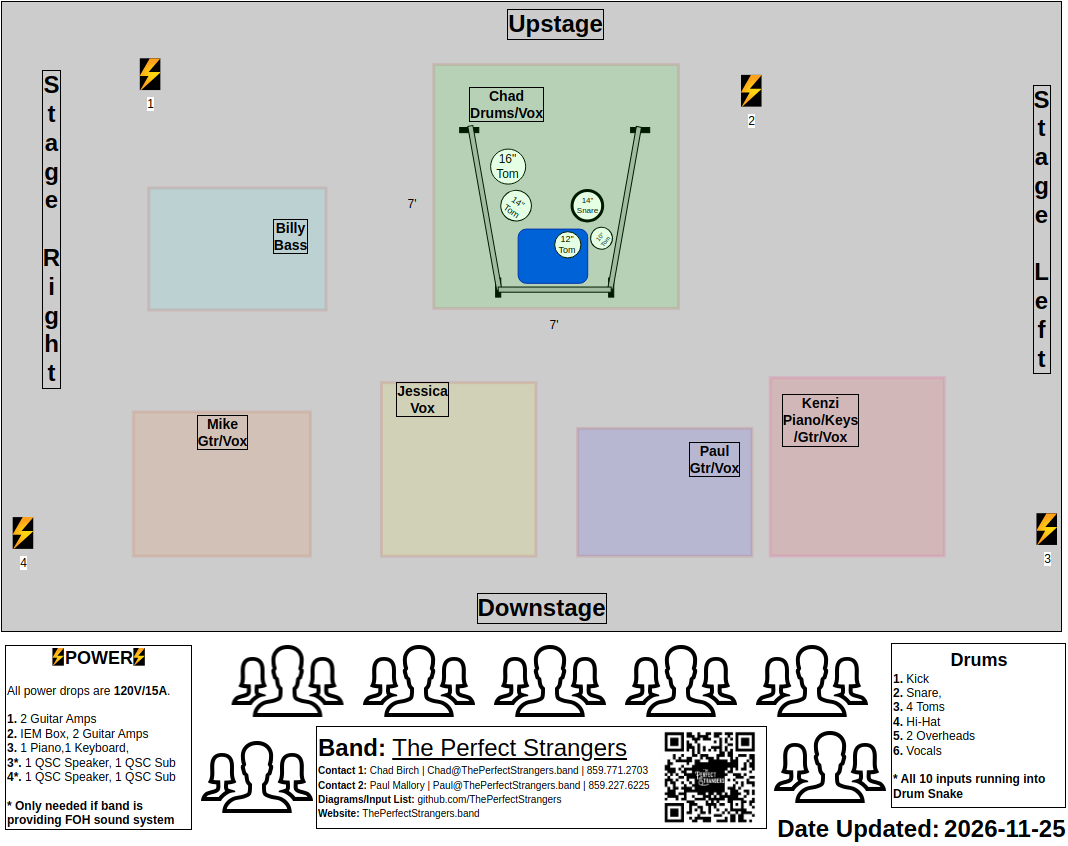 Upstage
Stage Right
Stage Left
1
2
Chad
Drums/Vox
16"
Tom
14"
Tom
14"
Snare
12"
Tom
10"
Tom
7'
7'
Billy
Bass
Mike
Gtr/Vox
Jessica
Vox
Paul
Gtr/Vox
Kenzi
Piano/Keys
/Gtr/Vox
4
3
Downstage
POWER
All power drops are 120V/15A.
1. 2 Guitar Amps
2. IEM Box, 2 Guitar Amps
3. 1 Piano,1 Keyboard,
3*. 1 QSC Speaker, 1 QSC Sub
4*. 1 QSC Speaker, 1 QSC Sub
* Only needed if band is
providing FOH sound system
Band: The Perfect Strangers
Contact 1: Chad Birch | Chad@ThePerfectStrangers.band | 859.771.2703
Contact 2: Paul Mallory | Paul@ThePerfectStrangers.band | 859.227.6225
Diagrams/Input List: github.com/ThePerfectStrangers
Website: ThePerfectStrangers.band
PERFECT
STRANGERS
Drums
1. Kick
2. Snare,
3. 4 Toms
4. Hi-Hat
5. 2 Overheads
6. Vocals
* All 10 inputs running into
Drum Snake
Date Updated: 2026-11-25